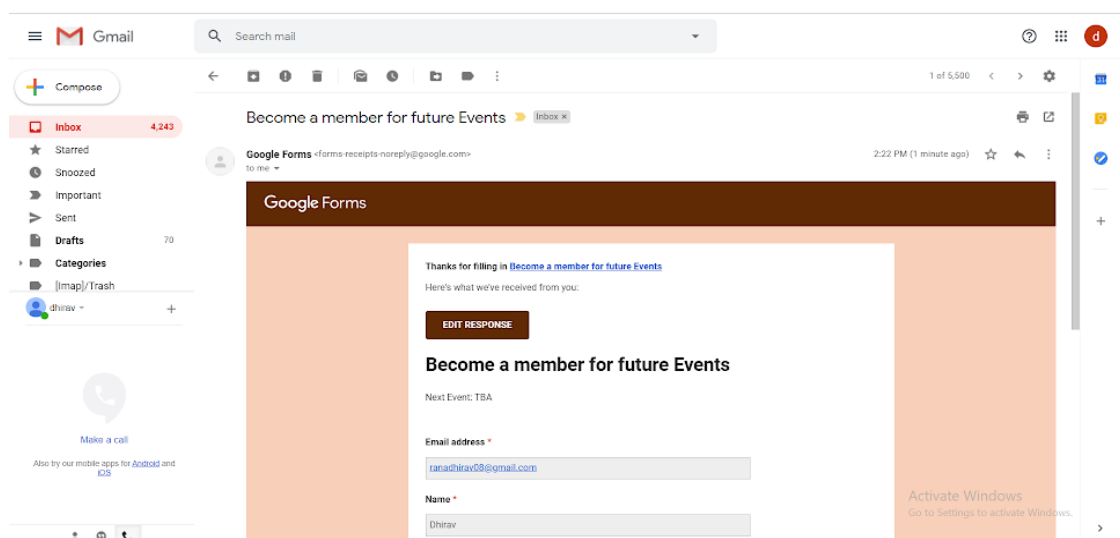 Gmail
Search mail
d
Compose
1 of 5,500
31
Inbox 4,243
Starred
Snoozed
Important
Sent
Drafts 70
Categories
[Imap]/Trash
dhirav
Make a call
Also try our mobile apps for Android and
iOS
Become a member for future Events Inbox ×
Google Forms <forms-receipts-noreply@google.com>
to me
2:22 PM (1 minute ago)
Google Forms
Thanks for filling in Become a member for future Events
Here's what we've received from you:
EDIT RESPONSE
Become a member for future Events
Next Event: TBA
Email address *
ranadhirav08@gmail.com
Name *
Dhirav
Activate Windows
Go to Settings to activate Windows.